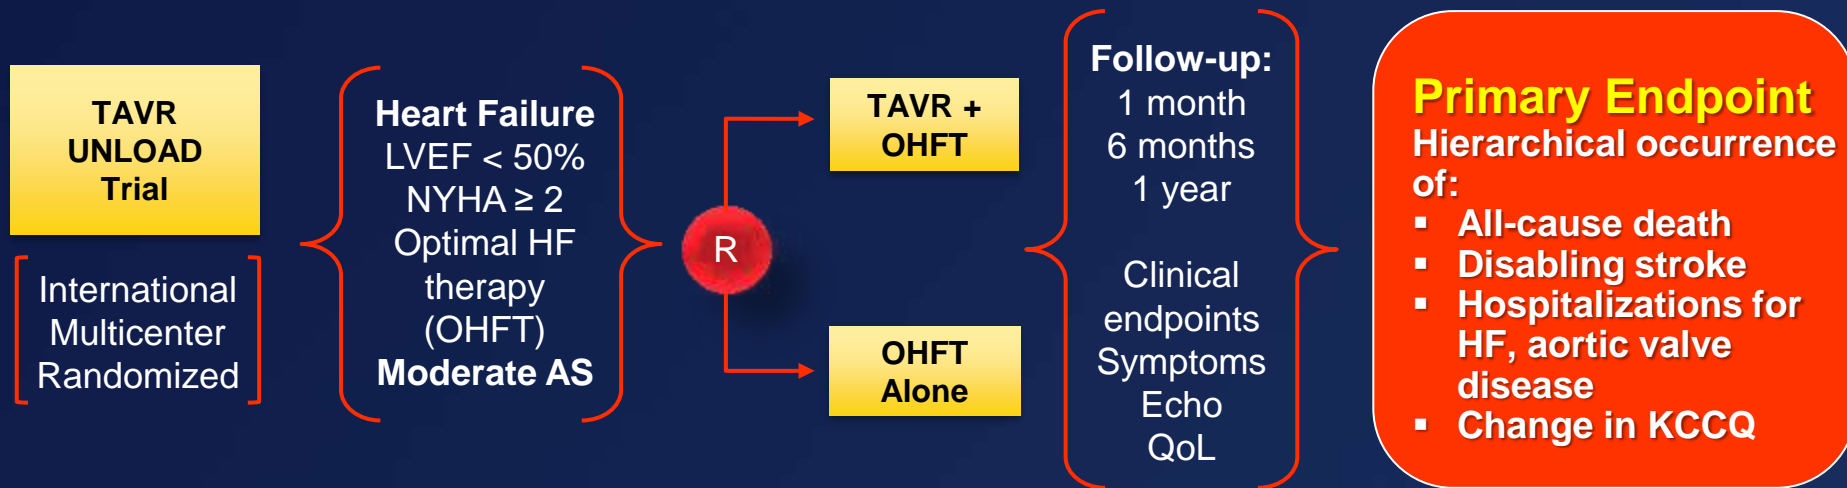 TAVR
UNLOAD
Trial
International
Multicenter
Randomized
Heart Failure
LVEF < 50%
NYHA ≥ 2
Optimal HF
therapy
(OHFT)
Moderate AS
R
TAVR +
OHFT
OHFT
Alone
Follow-up:
1 month
6 months
1 year
Clinical
endpoints
Symptoms
Echo
QoL
Primary Endpoint
Hierarchical occurrence
of:
▪ All-cause death
▪ Disabling stroke
▪ Hospitalizations for
HF, aortic valve
disease
▪ Change in KCCQ